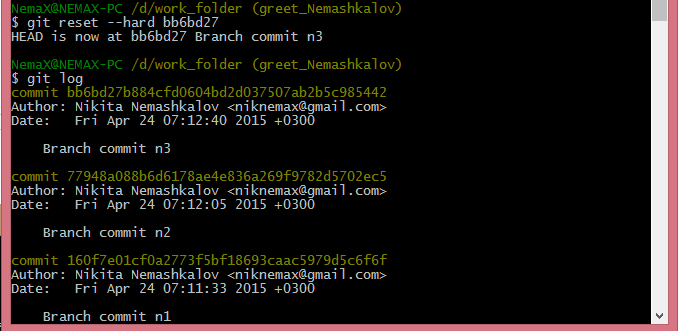 NemaX@NEMAX-PC /d/work_folder (greet_Nemashkalov)
$ git reset --hard bb6bd27
HEAD is now at bb6bd27 Branch commit n3
NemaX@NEMAX-PC /d/work_folder (greet_Nemashkalov)
$ git log
commit bb6bd27b884cfd0604bd2d037507ab2b5c985442
Author: Nikita Nemashkalov <niknemax@gmail.com>
Date:   Fri Apr 24 07:12:40 2015 +0300
    Branch commit n3
commit 77948a088b6d6178ae4e836a269f9782d5702ec5
Author: Nikita Nemashkalov <niknemax@gmail.com>
Date:   Fri Apr 24 07:12:05 2015 +0300
    Branch commit n2
commit 160f7e01cf0a2773f5bf18693caac5979d5c6f6f
Author: Nikita Nemashkalov <niknemax@gmail.com>
Date:   Fri Apr 24 07:11:33 2015 +0300
    Branch commit n1